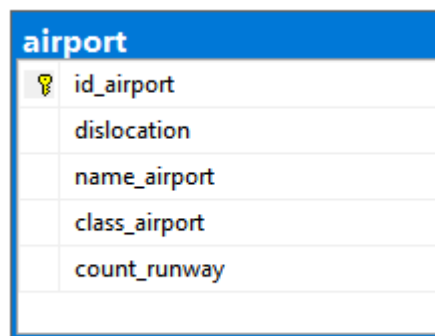 airport
id_airport
dislocation
name_airport
class_airport
count_runway